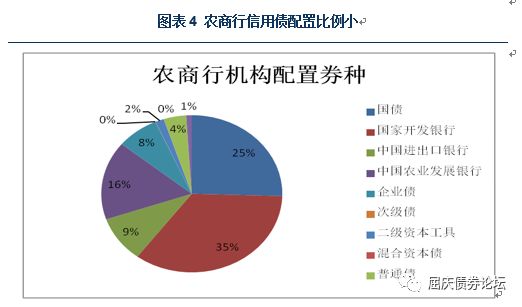 图表 4 农商行信用债配置比例小
农商行机构配置券种
0%
2%
0%
1%
4%
8%
25%
16%
9%
35%
国债
国家开发银行
中国进出口银行
中国农业发展银行
企业债
次级债
二级资本工具
混合资本债
普通债
屈庆债券论坛